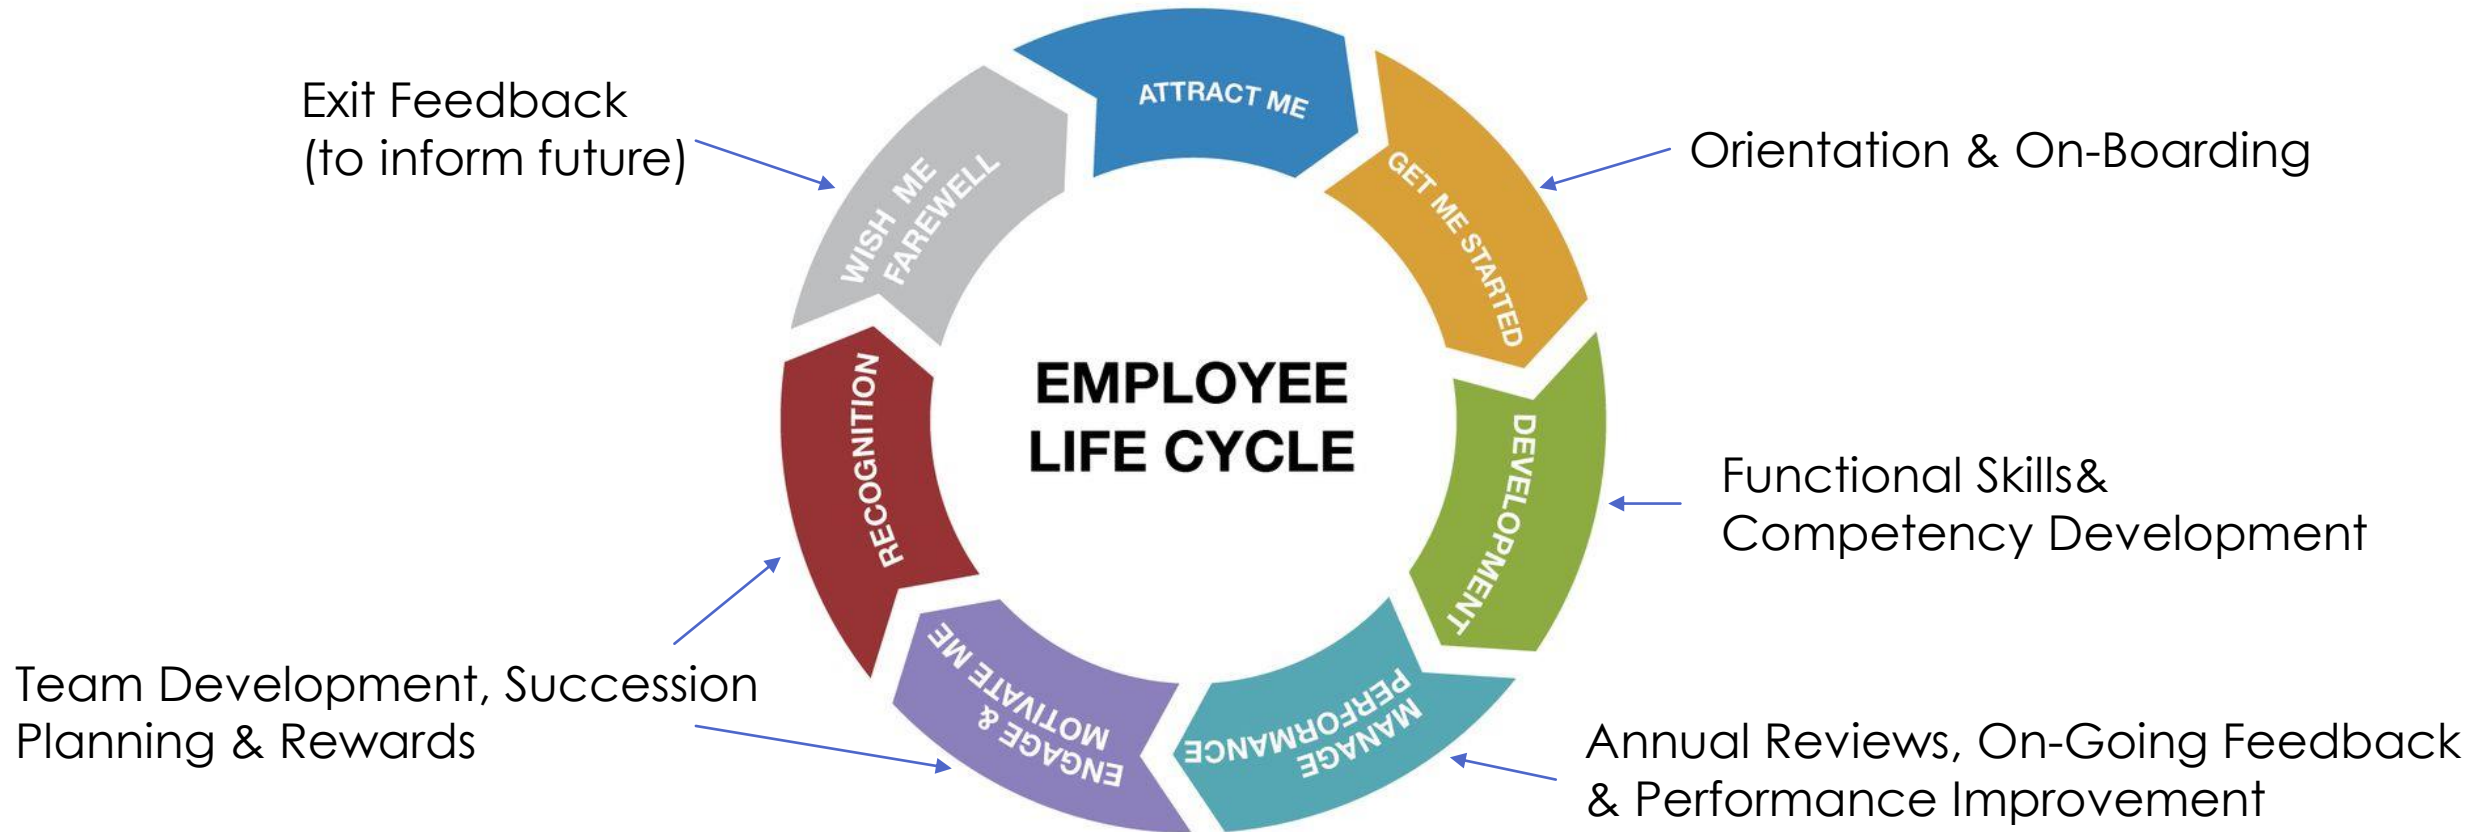 ATTRACT ME
GET ME STARTED
DEVELOPMENT
MANAGE
PERFORMANCE
ENGAGE &
MOTIVATE ME
RECOGNITION
WISH ME
FAREWELL
EMPLOYEE
LIFE CYCLE
Exit Feedback
(to inform future)
Orientation & On-Boarding
Functional Skills&
Competency Development
Annual Reviews, On-Going Feedback
& Performance Improvement
Team Development, Succession
Planning & Rewards